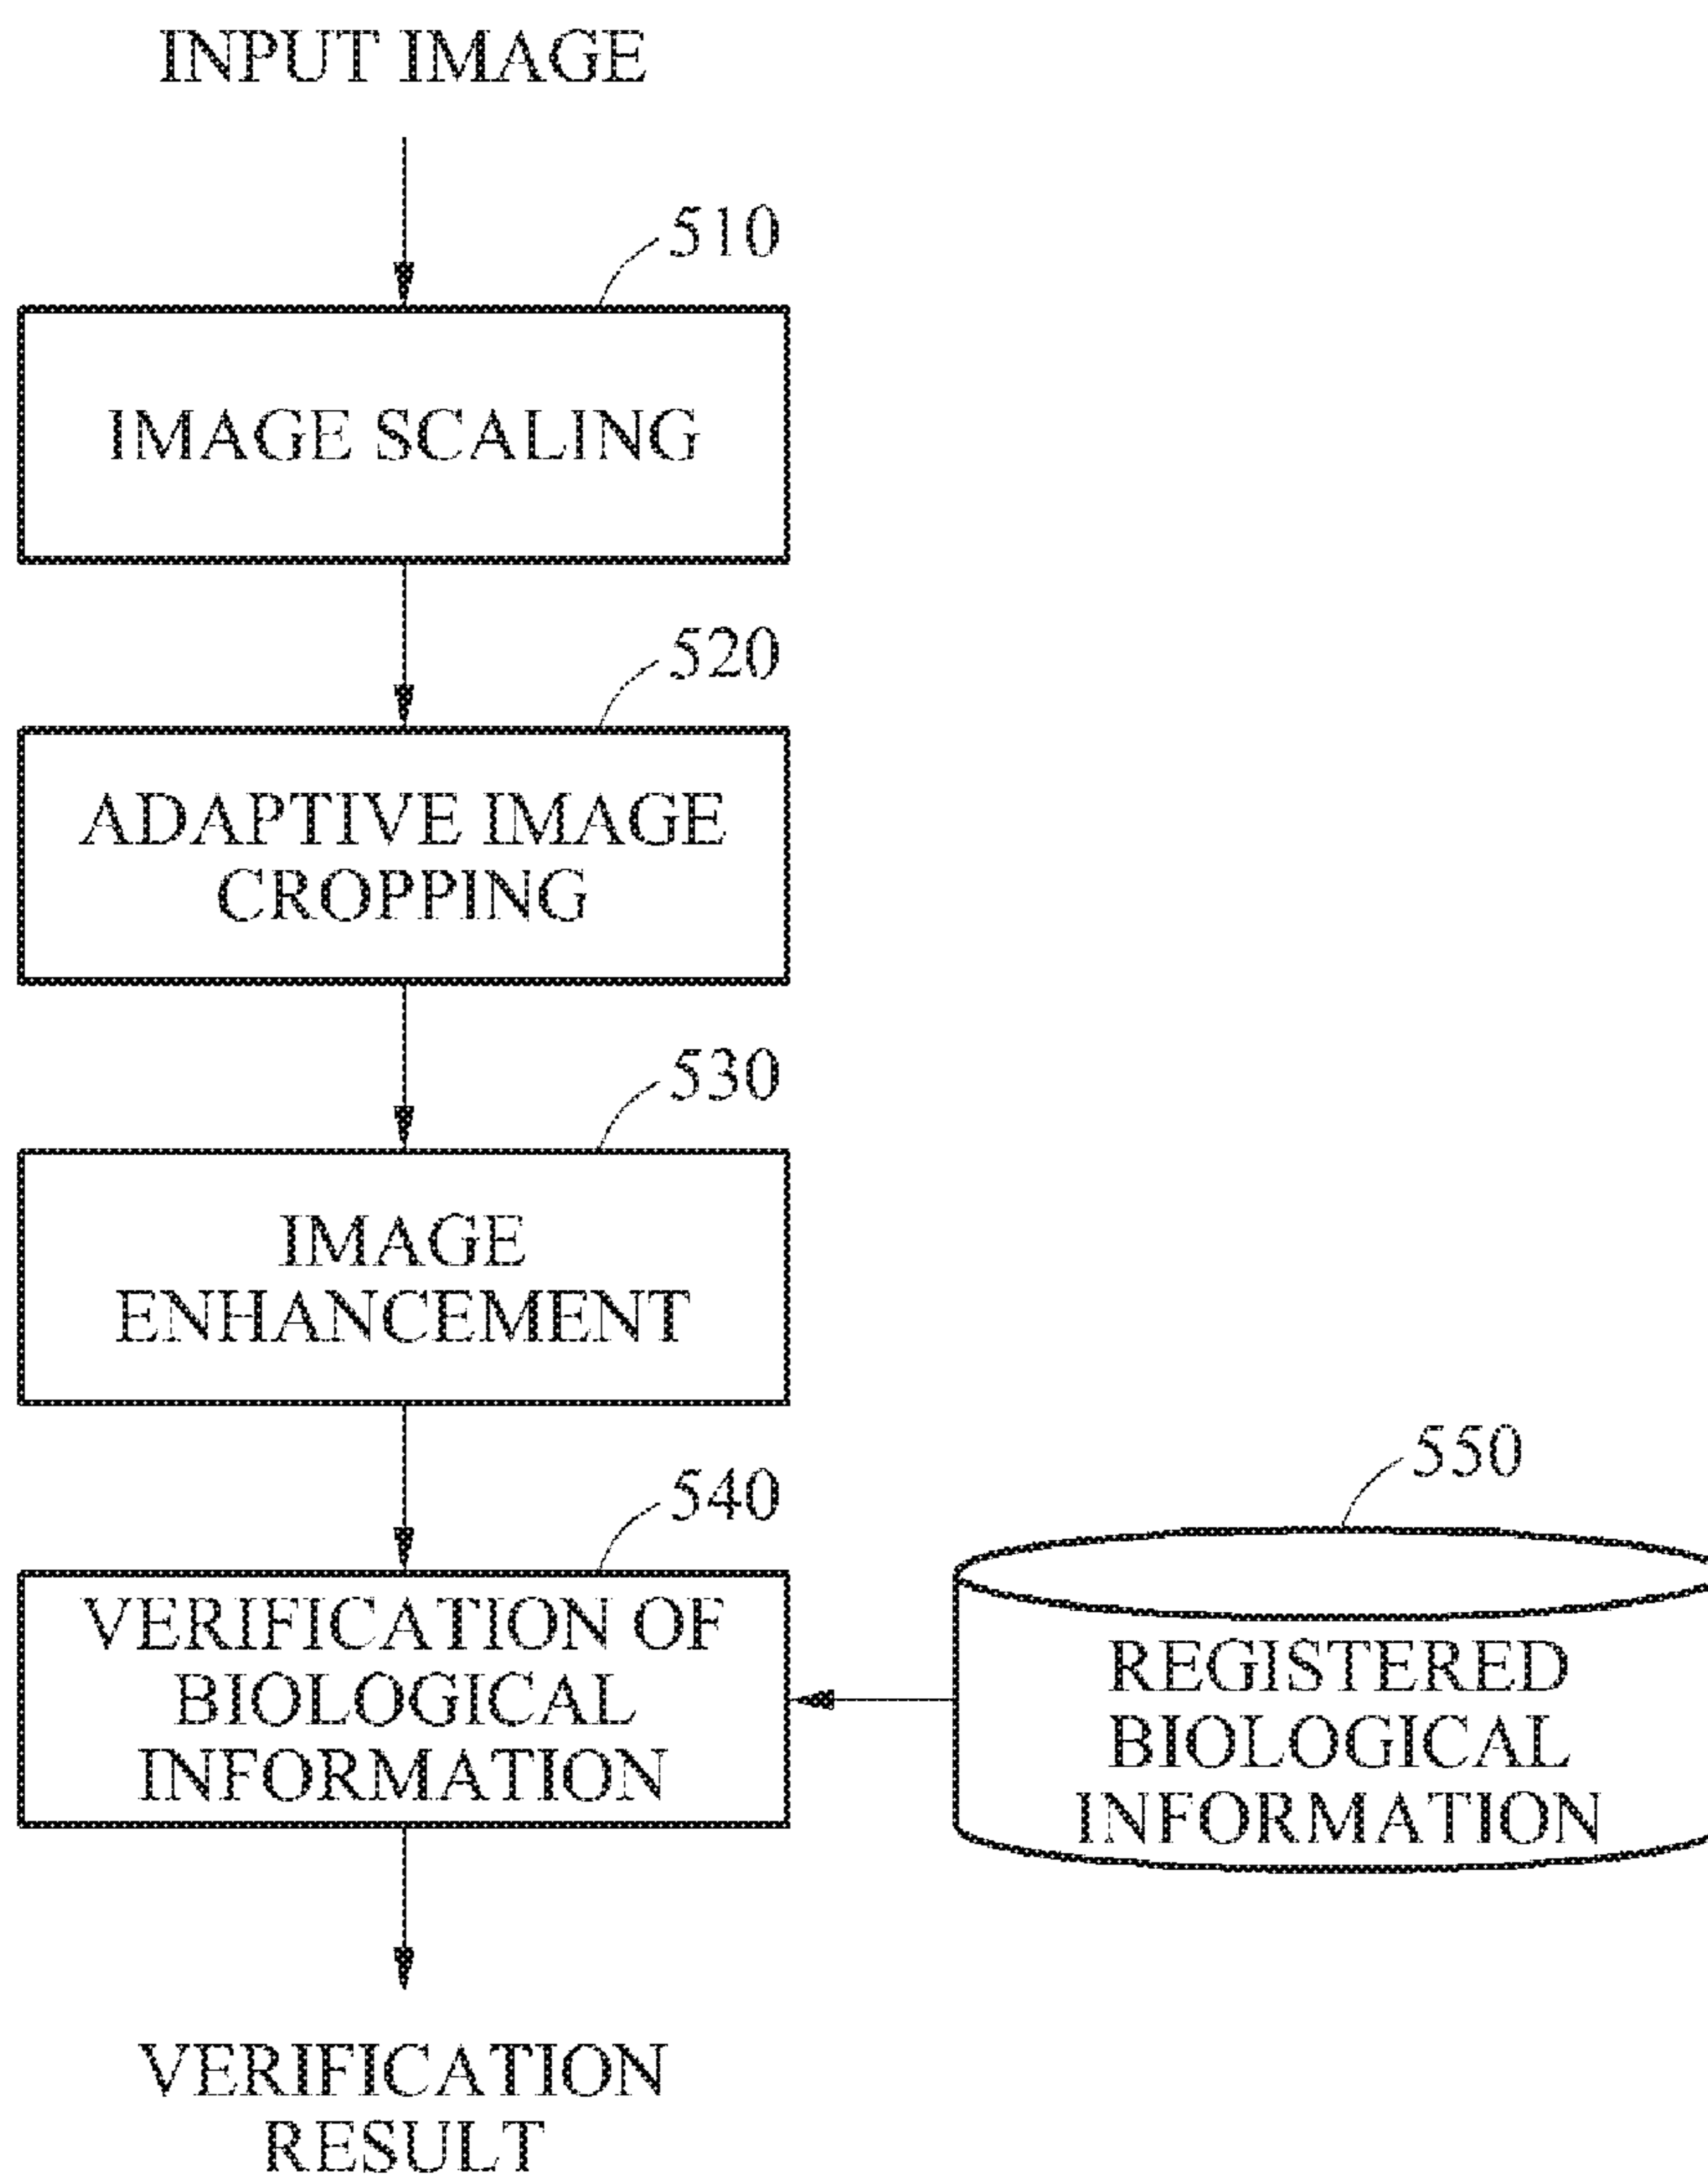 INPUT IMAGE
510
IMAGE SCALING
520
ADAPTIVE IMAGE
CROPPING
530
IMAGE
ENHANCEMENT
540
VERIFICATION OF
BIOLOGICAL
INFORMATION
550
REGISTERED
BIOLOGICAL
INFORMATION
VERIFICATION
RESULT